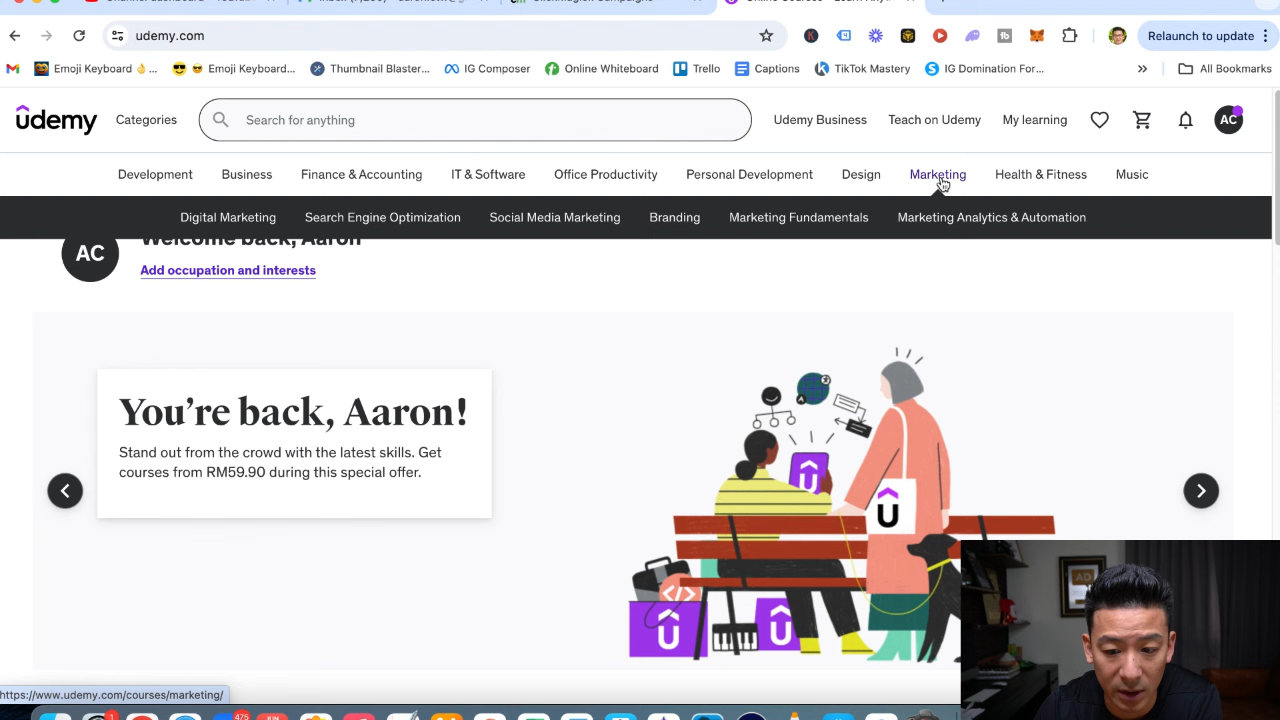 udemy.com
Relaunch to update
Emoji Keyboard 👌 ...
Emoji Keyboard...
Thumbnail Blaster...
IG Composer
Online Whiteboard
Trello
Captions
TikTok Mastery
IG Domination For...
All Bookmarks
ûdemy
Categories
Search for anything
Udemy Business
Teach on Udemy
My learning
AC
Development
Business
Finance & Accounting
IT & Software
Office Productivity
Personal Development
Design
Marketing
Health & Fitness
Music
Digital Marketing
Search Engine Optimization
Social Media Marketing
Branding
Marketing Fundamentals
Marketing Analytics & Automation
AC
Welcome back, Aaron
Add occupation and interests
You're back, Aaron!
Stand out from the crowd with the latest skills. Get
courses from RM59.90 during this special offer.
https://www.udemy.com/courses/marketing/
475